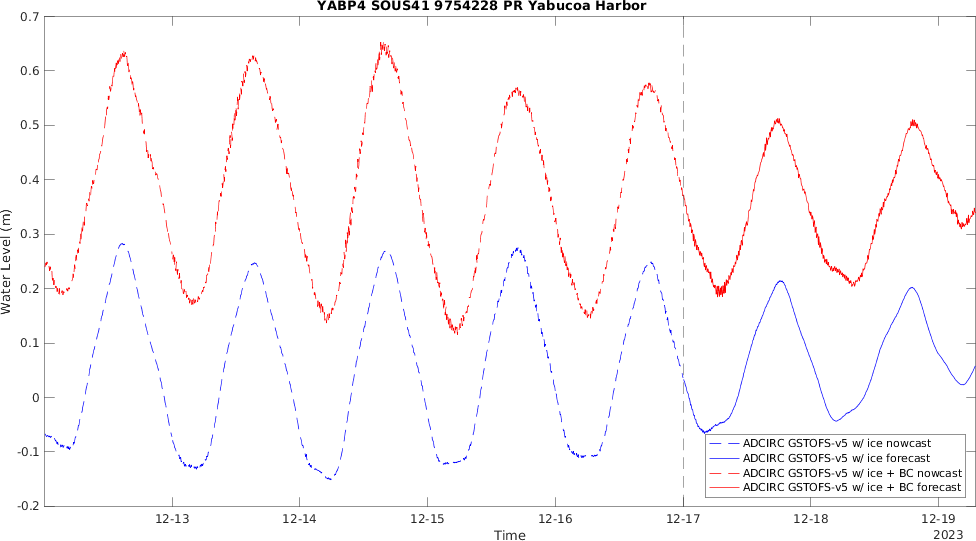 YABP4 SOUS41 9754228 PR Yabucoa Harbor
0.7
0.6
0.5
0.4
0.3
0.2
0.1
0
-0.1
-0.2
Water Level (m)
12-13 12-14 12-15 12-16 12-17 12-18 12-19
Time
2023
ADCIRC GSTOFS-v5 w/ ice nowcast
ADCIRC GSTOFS-v5 w/ ice forecast
ADCIRC GSTOFS-v5 w/ ice + BC nowcast
ADCIRC GSTOFS-v5 w/ ice + BC forecast